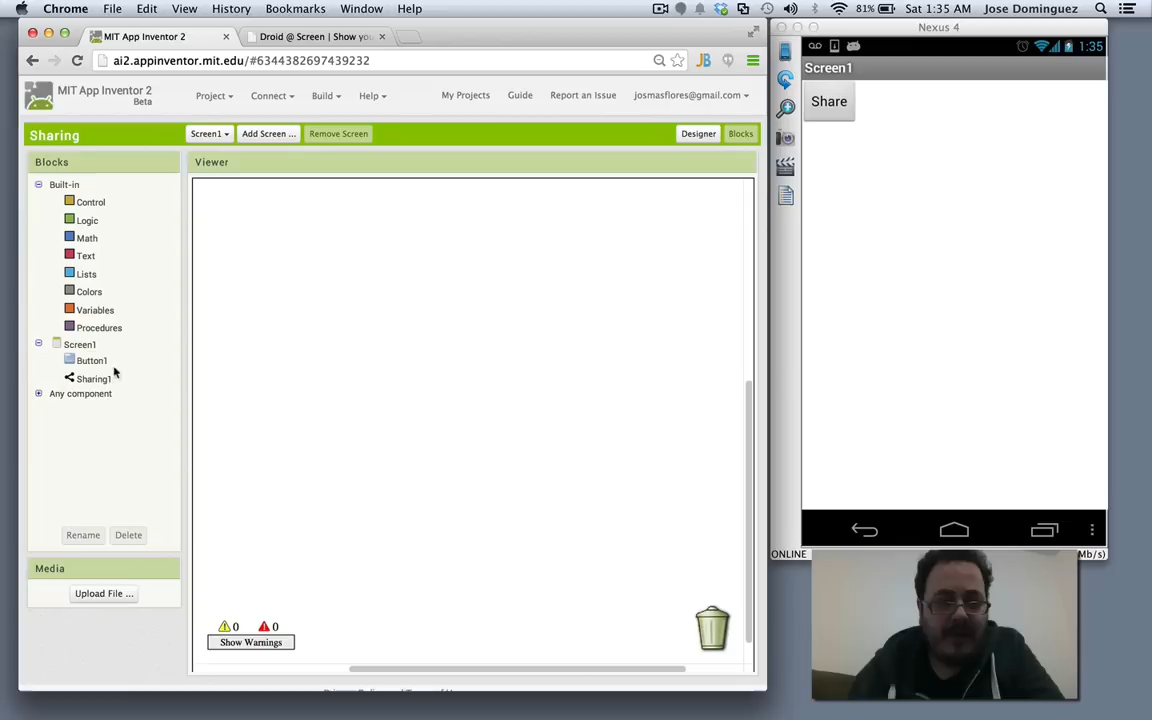 Chrome File Edit View History Bookmarks Window Help 81% Sat 1:35 AM Jose Dominguez
MIT App Inventor 2 Droid @ Screen | Show you
ai2.appinventor.mit.edu/#6344382697439232
MIT App Inventor 2
Beta
Project Connect Build Help My Projects Guide Report an Issue josmasflores@gmail.com
Sharing Screen1 Add Screen ... Remove Screen Designer Blocks
Blocks
Viewer
Built-in
Control
Logic
Math
Text
Lists
Colors
Variables
Procedures
Screen1
Button1
Sharing1
Any component
Rename Delete
Media
Upload File ...
0 0
Show Warnings
Nexus 4
1:35
Screen1
Share
ONLINE Mb/s)